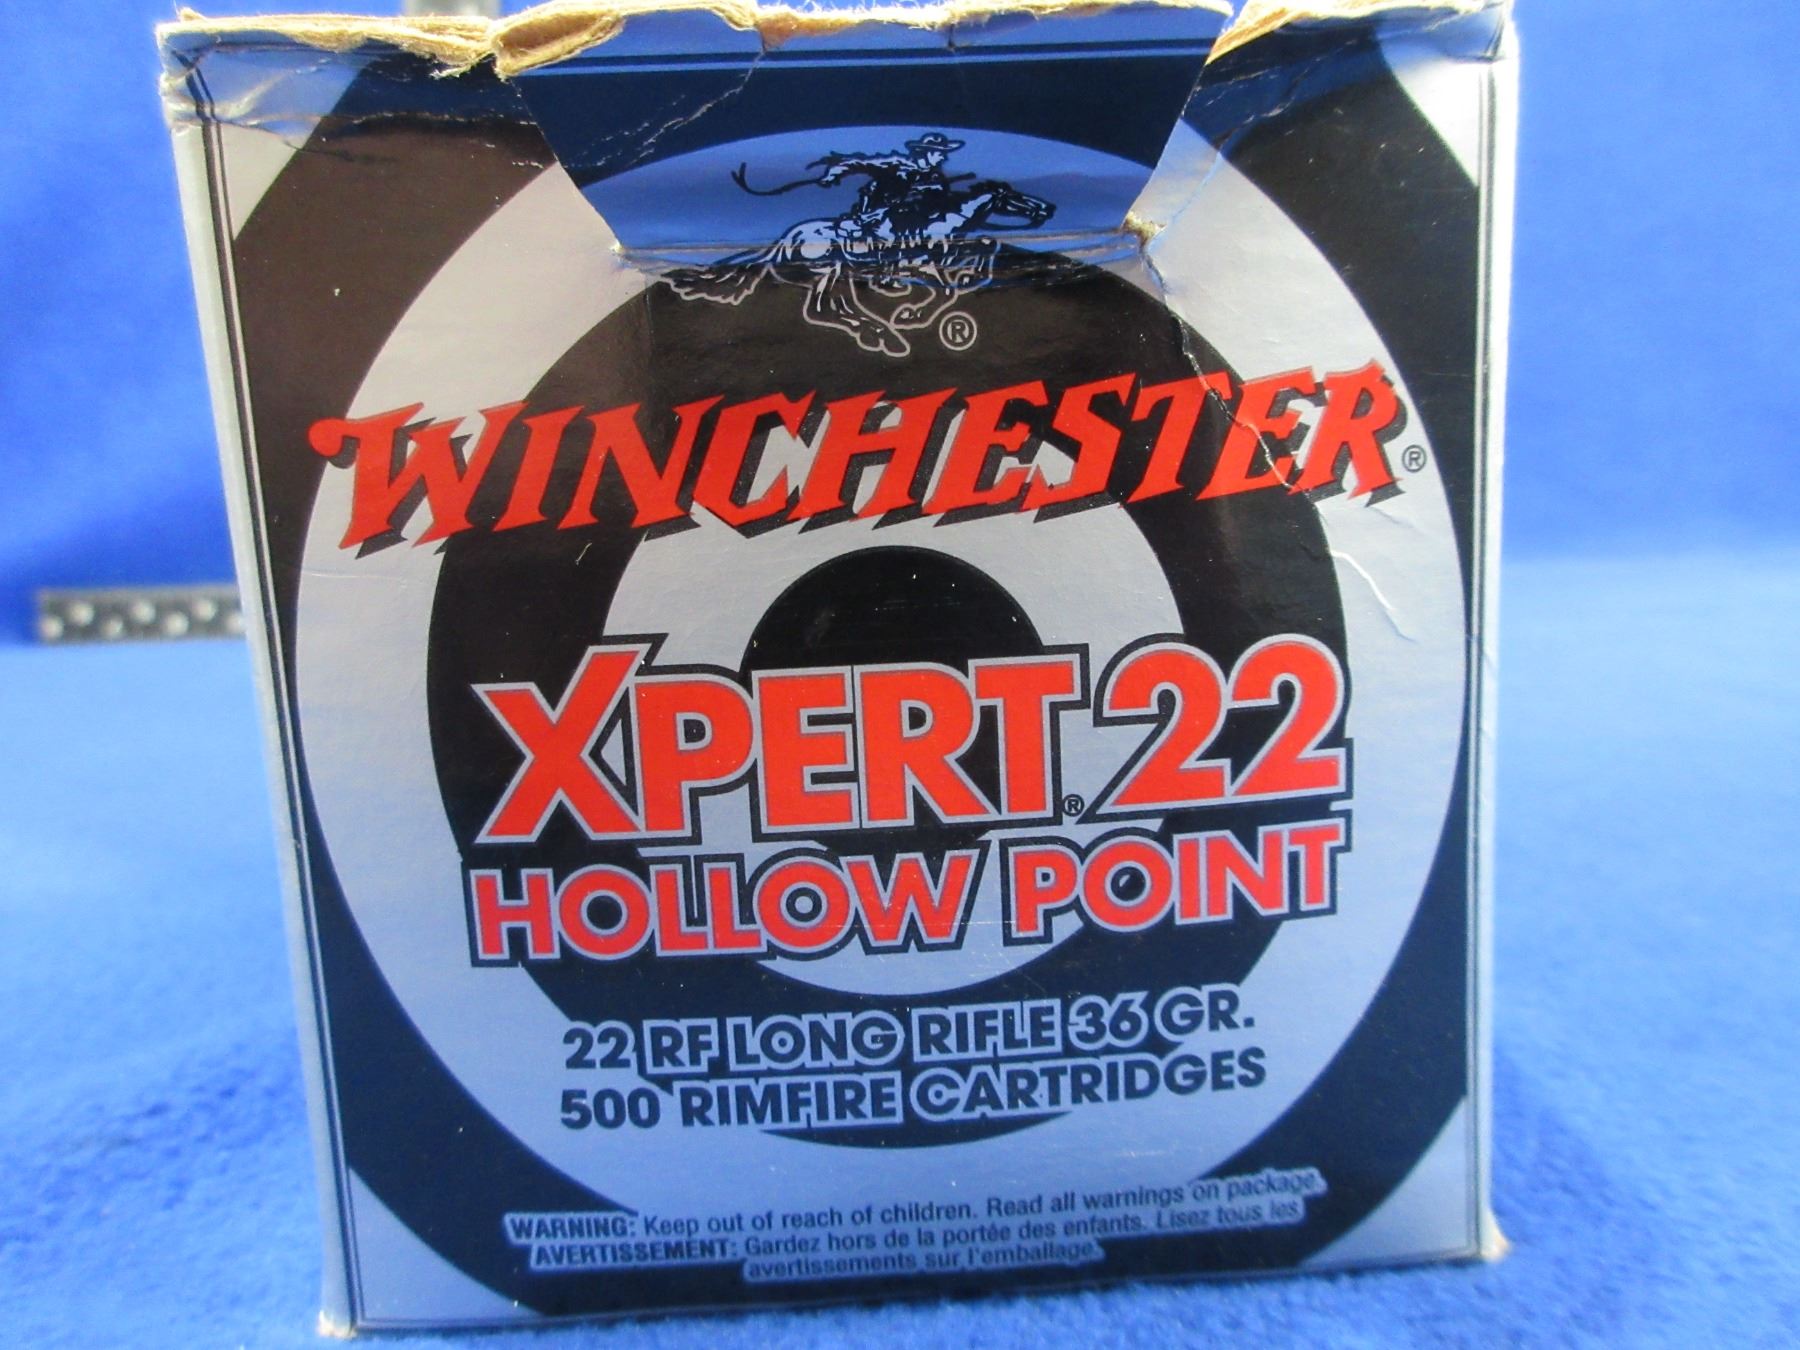 ®
WINCHESTER®
XPERT®22
HOLLOW POINT
22 RF LONG RIFLE 36 GR.
500 RIMFIRE CARTRIDGES
WARNING: Keep out of reach of children. Read all warnings on package.
AVERTISSEMENT: Gardez hors de la portée des enfants. Lisez tous les
avertissements sur l'emballage.